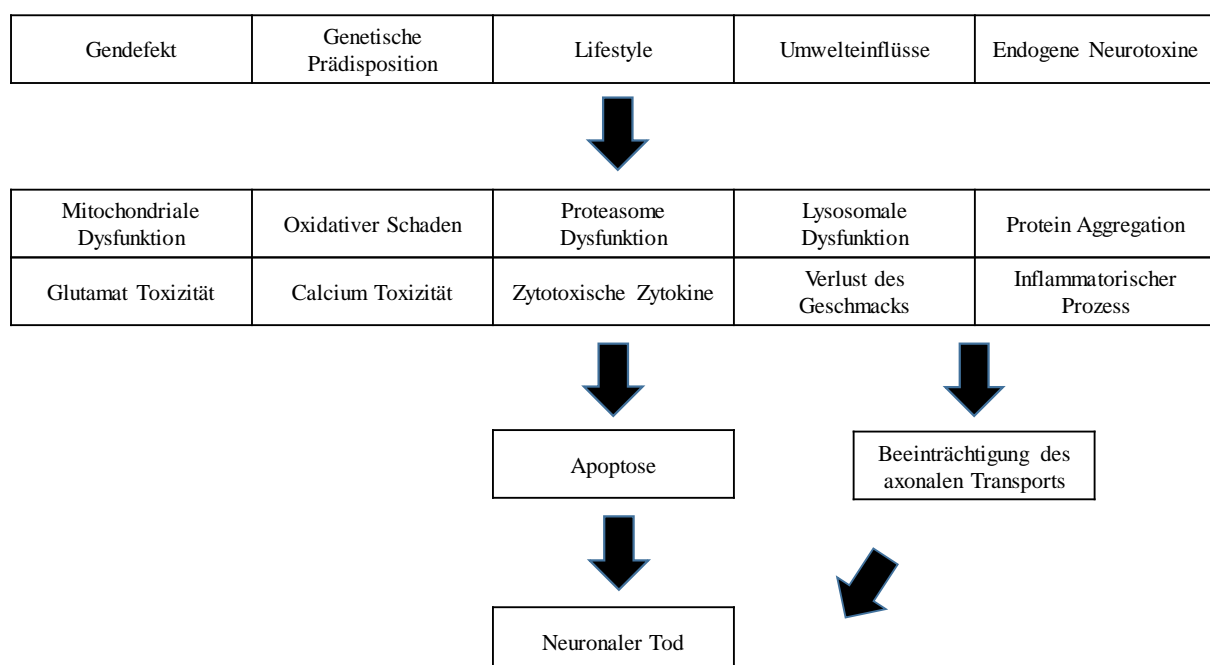 Gendefekt
Genetische
Prädisposition
Lifestyle
Umwelteinflüsse
Endogene Neurotoxine
Mitochondriale
Dysfunktion
Oxidativer Schaden
Proteasome
Dysfunktion
Lysosomale
Dysfunktion
Protein Aggregation
Glutamat Toxizität
Calcium Toxizität
Zytotoxische Zytokine
Verlust des
Geschmacks
Inflammatorischer
Prozess
Apoptose
Beeinträchtigung des
axonalen Transports
Neuronaler Tod